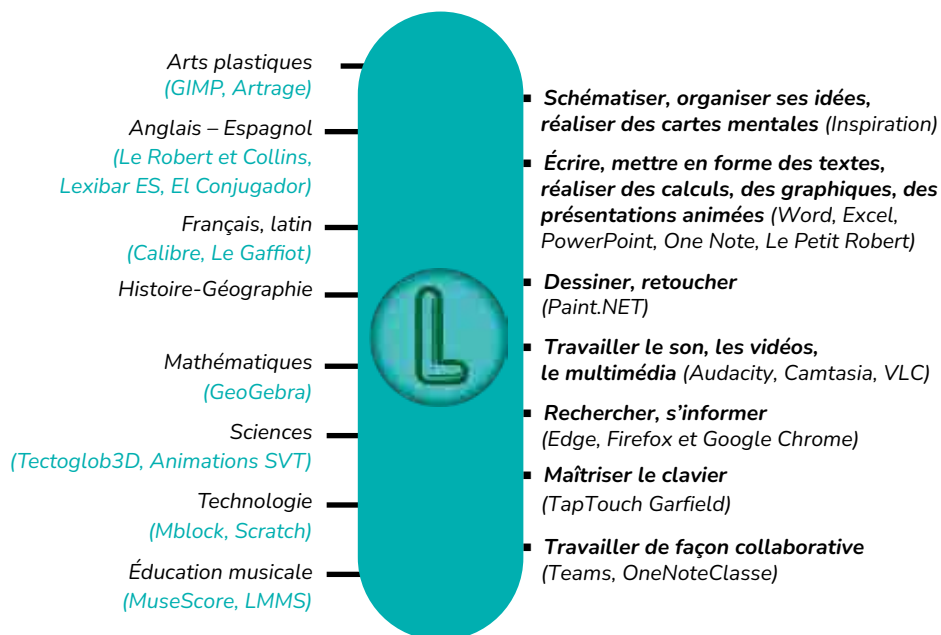 Arts plastiques
(GIMP, Artrage)
Anglais – Espagnol
(Le Robert et Collins,
Lexibar ES, El Conjugador)
Français, latin
(Calibre, Le Gaffiot)
Histoire-Géographie
Mathématiques
(GeoGebra)
Sciences
(Tectoglob3D, Animations SVT)
Technologie
(Mblock, Scratch)
Éducation musicale
(MuseScore, LMMS)
L
Schématiser, organiser ses idées,
réaliser des cartes mentales (Inspiration)
Écrire, mettre en forme des textes,
réaliser des calculs, des graphiques, des
présentations animées (Word, Excel,
PowerPoint, One Note, Le Petit Robert)
Dessiner, retoucher
(Paint.NET)
Travailler le son, les vidéos,
le multimédia (Audacity, Camtasia, VLC)
Rechercher, s’informer
(Edge, Firefox et Google Chrome)
Maîtriser le clavier
(TapTouch Garfield)
Travailler de façon collaborative
(Teams, OneNoteClasse)